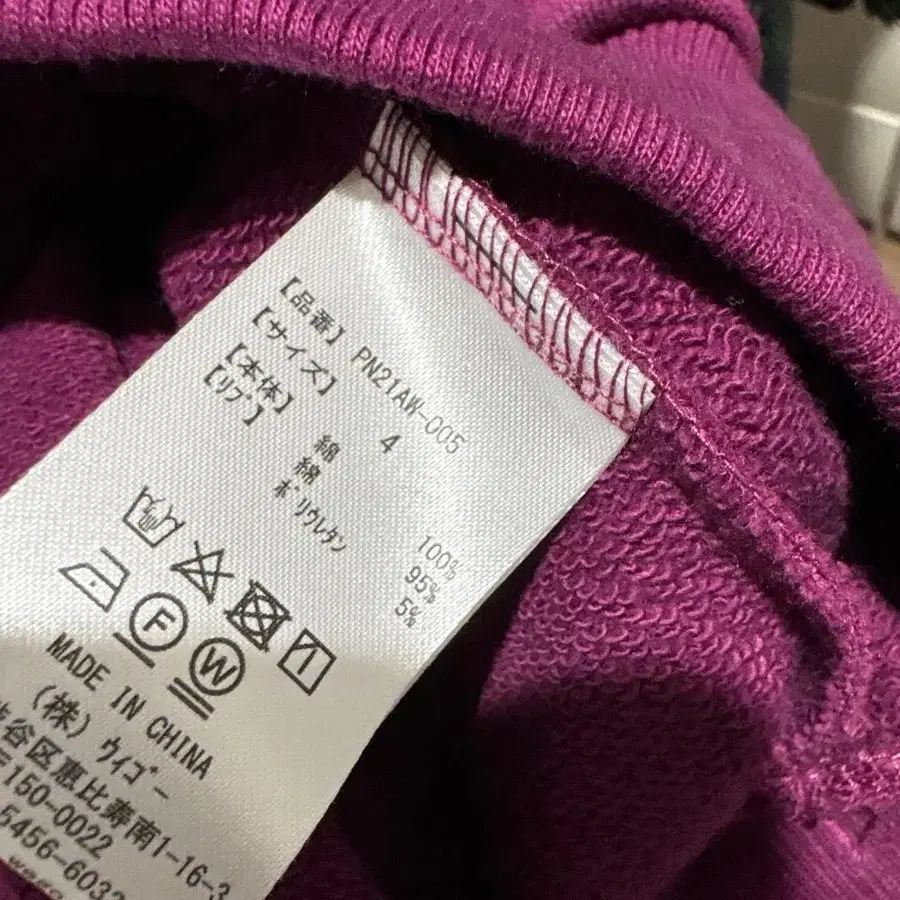 【品番】 PN21AW-005
【サイズ】 4
【本体】 綿 100%
【リブ】 綿 95%
ポリウレタン 5%
F W
MADE IN CHINA
(株) ウィゴー
谷区恵比寿南1-16-3
150-0022
5456-6032